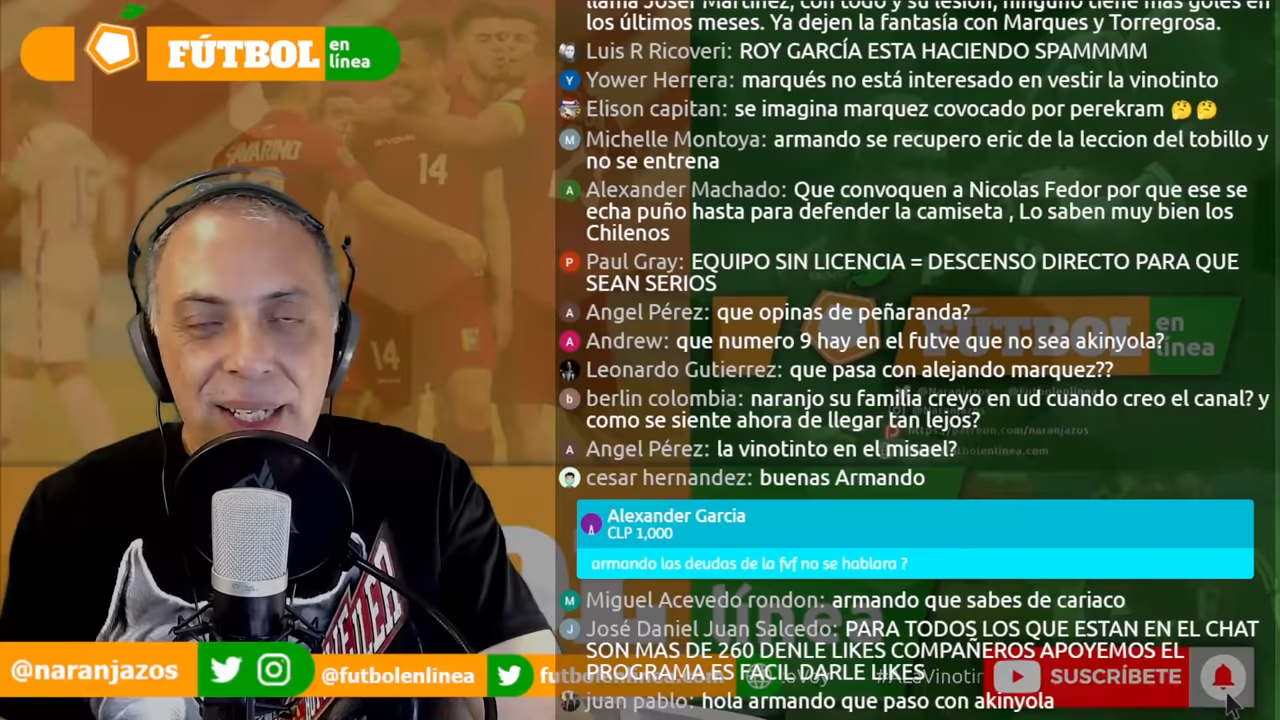 FÚTBOL en línea
SAVARINO
14
14
llama Josef Martínez, con todo y su lesión, ninguno tiene más goles en
los últimos meses. Ya dejen la fantasía con Marques y Torregrosa.
Luis R Ricoveri: ROY GARCÍA ESTA HACIENDO SPAMMMM
Yower Herrera: marqués no está interesado en vestir la vinotinto
Elison capitan: se imagina marquez covocado por perekram 🤔🤔
Michelle Montoya: armando se recupero eric de la leccion del tobillo y
no se entrena
Alexander Machado: Que convoquen a Nicolas Fedor por que ese se
echa puño hasta para defender la camiseta , Lo saben muy bien los
Chilenos
Paul Gray: EQUIPO SIN LICENCIA = DESCENSO DIRECTO PARA QUE
SEAN SERIOS
Angel Pérez: que opinas de peñaranda?
Andrew: que numero 9 hay en el futve que no sea akinyola?
Leonardo Gutierrez: que pasa con alejando marquez??
berlin colombia: naranjo su familia creyo en ud cuando creo el canal? y
como se siente ahora de llegar tan lejos?
Angel Pérez: la vinotinto en el misael?
cesar hernandez: buenas Armando
Alexander Garcia
CLP 1,000
armando las deudas de la fvf no se hablara ?
Miguel Acevedo rondon: armando que sabes de cariaco
José Daniel Juan Salcedo: PARA TODOS LOS QUE ESTAN EN EL CHAT
SON MAS DE 260 DENLE LIKES COMPAÑEROS APOYEMOS EL
PROGRAMA ES FACIL DARLE LIKES
juan pablo: hola armando que paso con akinyola
FÚTBOL en línea
línea
@naranjazos
@futbolenlinea
SUSCRÍBETE